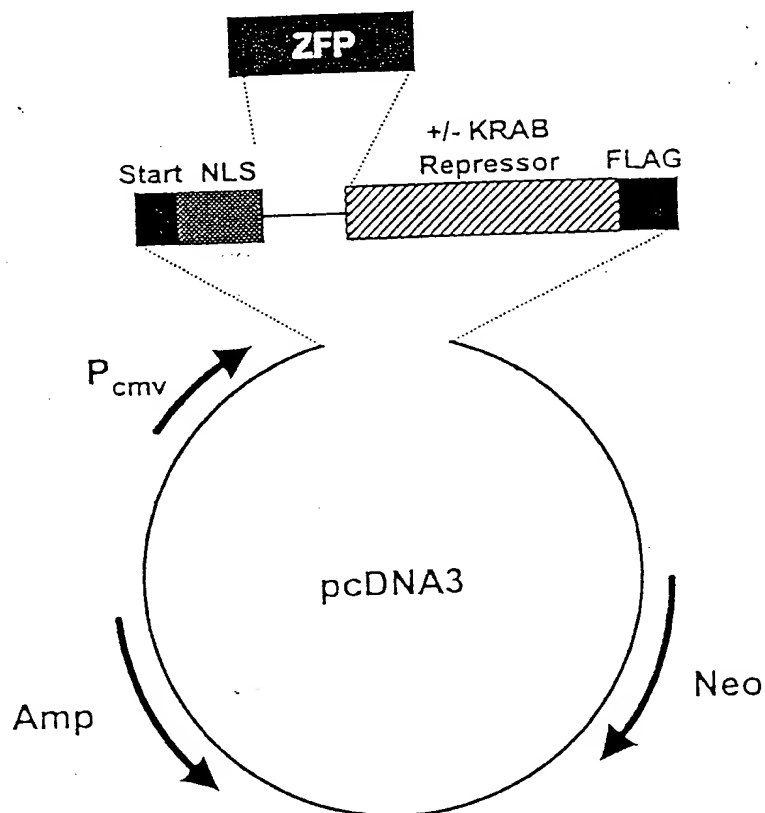 ZFP
+/- KRAB
Repressor
Start NLS
FLAG
Pcmv
pcDNA3
Amp
Neo